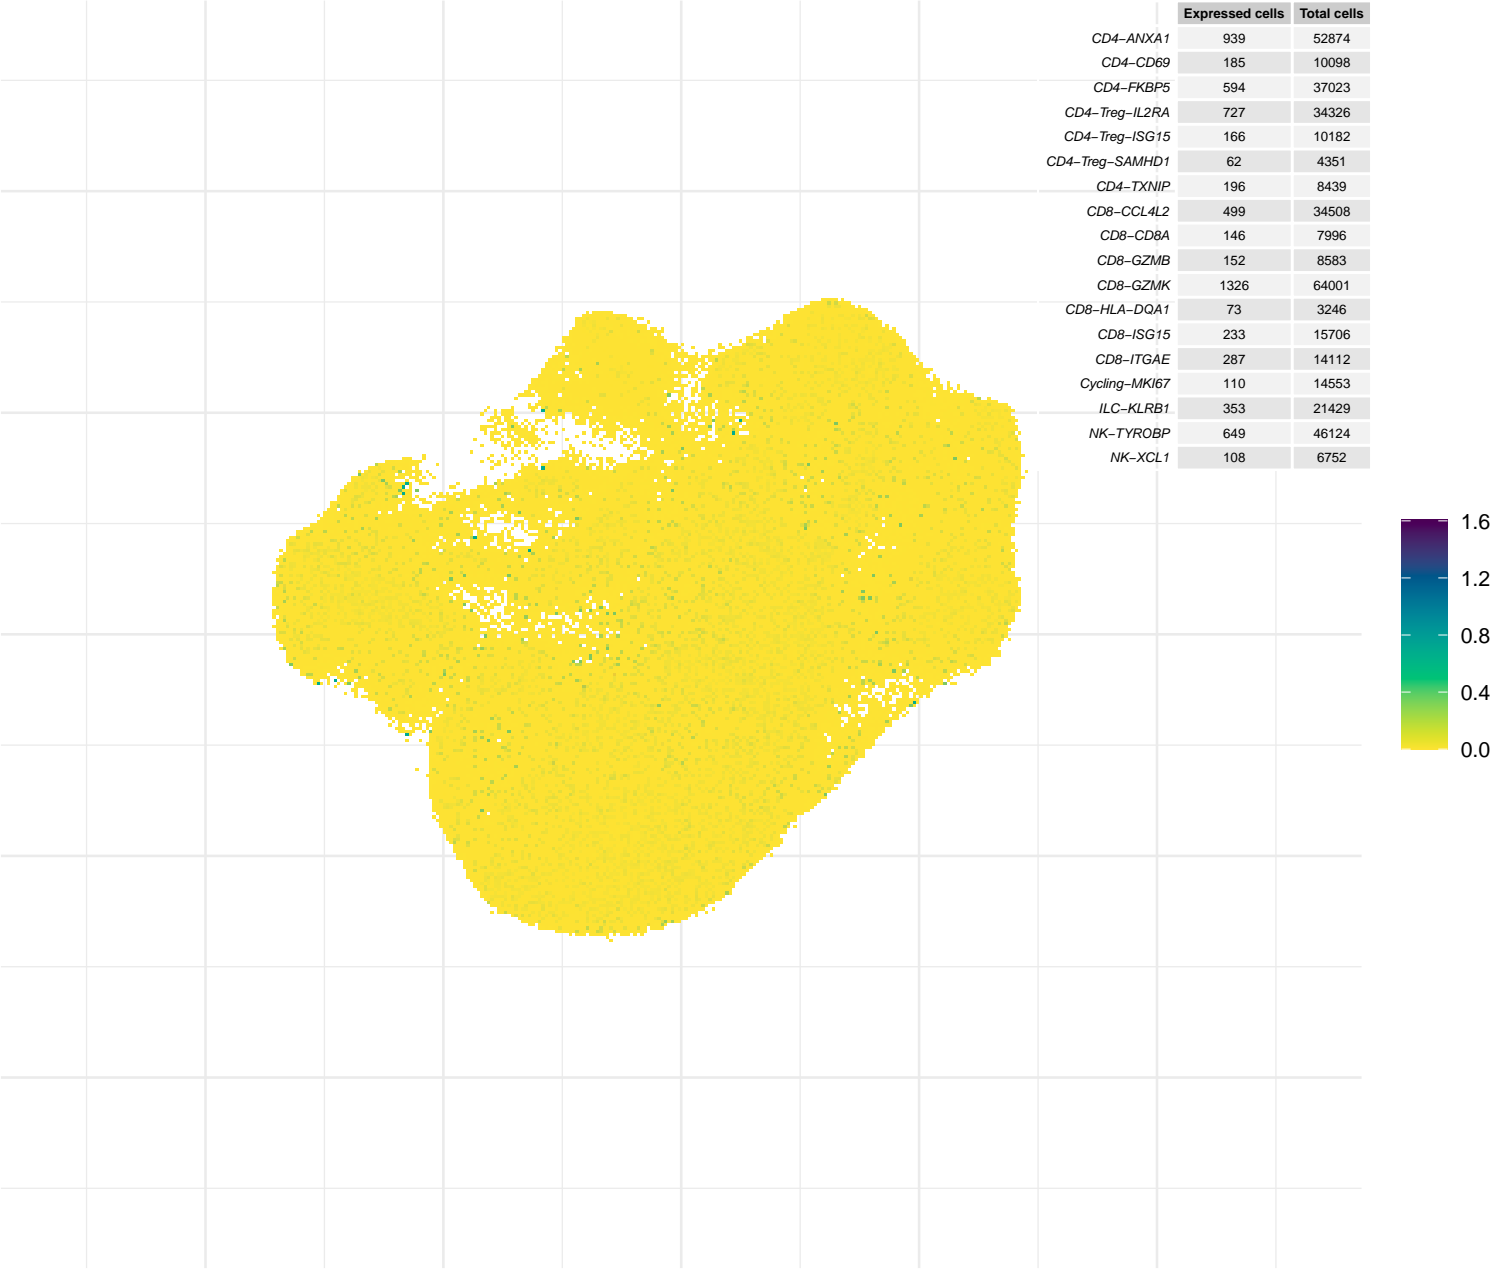 Expressed cells Total cells
CD4−ANXA1 939 52874
CD4−CD69 185 10098
CD4−FKBP5 594 37023
CD4−Treg−IL2RA 727 34326
CD4−Treg−ISG15 166 10182
CD4−Treg−SAMHD1 62 4351
CD4−TXNIP 196 8439
CD8−CCL4L2 499 34508
CD8−CD8A 146 7996
CD8−GZMB 152 8583
CD8−GZMK 1326 64001
CD8−HLA−DQA1 73 3246
CD8−ISG15 233 15706
CD8−ITGAE 287 14112
Cycling−MKI67 110 14553
ILC−KLRB1 353 21429
NK−TYROBP 649 46124
NK−XCL1 108 6752
1.6
1.2
0.8
0.4
0.0